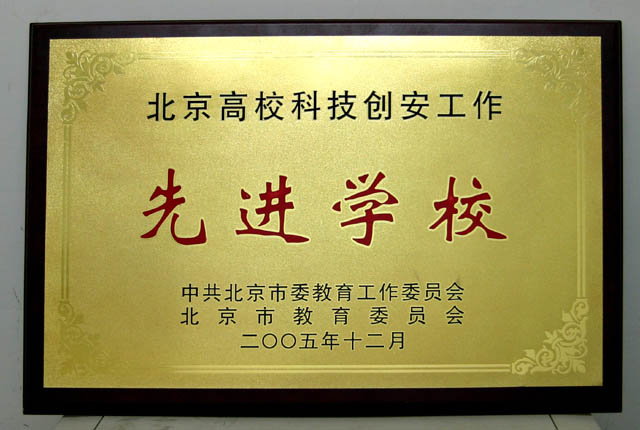 北京高校科技创安工作
先进学校
中共北京市委教育工作委员会
北京市教育委员会
二〇〇五年十二月